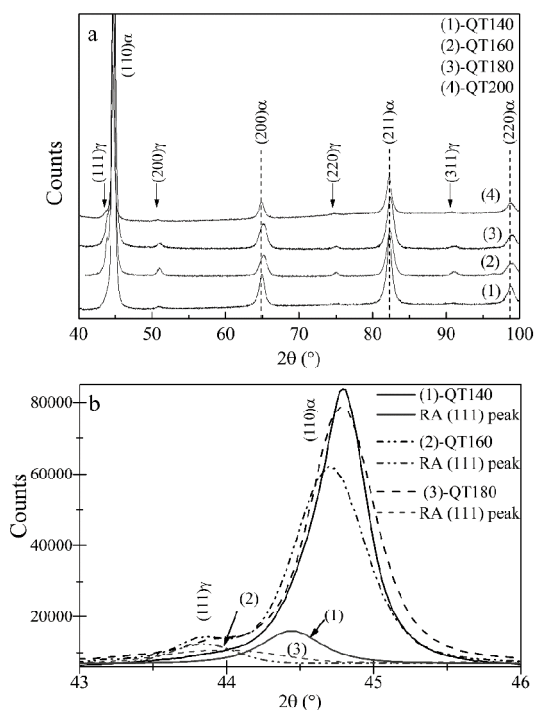 a
(1)-QT140
(2)-QT160
(3)-QT180
(4)-QT200
(111)γ
(110)α
(200)γ
(200)α
(220)γ
(211)α
(311)γ
(220)α
(4)
(3)
(2)
(1)
Counts
40 50 60 70 80 90 100
2θ (°)
b
(1)-QT140
RA (111) peak
(2)-QT160
RA (111) peak
(3)-QT180
RA (111) peak
(110)α
(111)γ
(2)
(1)
(3)
80000
60000
40000
20000
Counts
43 44 45 46
2θ (°)